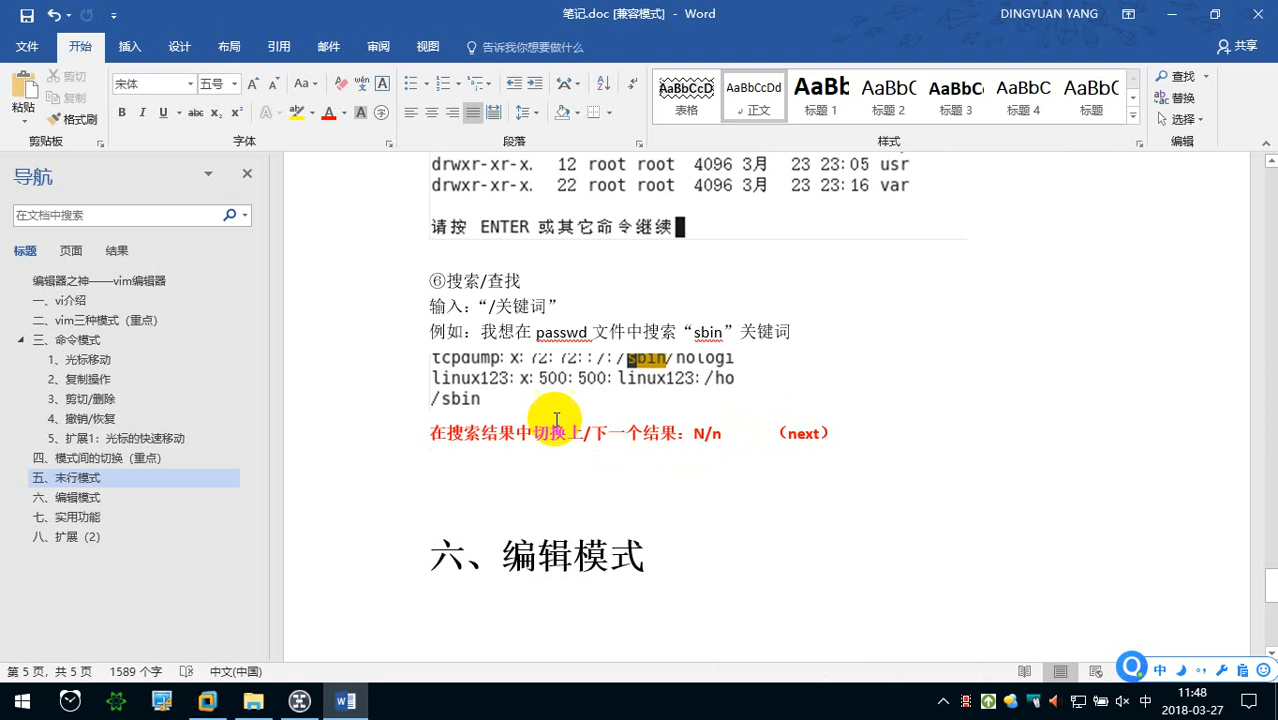 笔记.doc [兼容模式] - Word
DINGYUAN YANG
文件 开始 插入 设计 布局 引用 邮件 审阅 视图 告诉我你想要做什么 共享
粘贴 剪切 复制 格式刷
宋体 五号
AaBbCcD AaBbCcDd AaBb AaBbC AaBbC AaBbC AaBbC
表格 正文 标题 1 标题 2 标题 3 标题 4 标题
查找
替换
选择
剪贴板 字体 段落 样式 编辑
导航
在文档中搜索
标题 页面 结果
编辑器之神——vim编辑器
一、vi介绍
二、vim三种模式（重点）
三、命令模式
1、光标移动
2、复制操作
3、剪切/删除
4、撤销/恢复
5、扩展1：光标的快速移动
四、模式间的切换（重点）
五、末行模式
六、编辑模式
七、实用功能
八、扩展（2）
drwxr-xr-x. 12 root root 4096 3月 23 23:05 usr
drwxr-xr-x. 22 root root 4096 3月 23 23:16 var
请按 ENTER 或其它命令继续
⑥搜索/查找
输入：“/关键词”
例如：我想在 passwd 文件中搜索“sbin”关键词
tcpdump:x:72:72::/:/sbin/nologi
linux123:x:500:500:linux123:/ho
/sbin
在搜索结果中切换上/下一个结果：N/n （next）
六、编辑模式
第 5 页，共 5 页 1589 个字 中文(中国)
中
中 11:48
2018-03-27